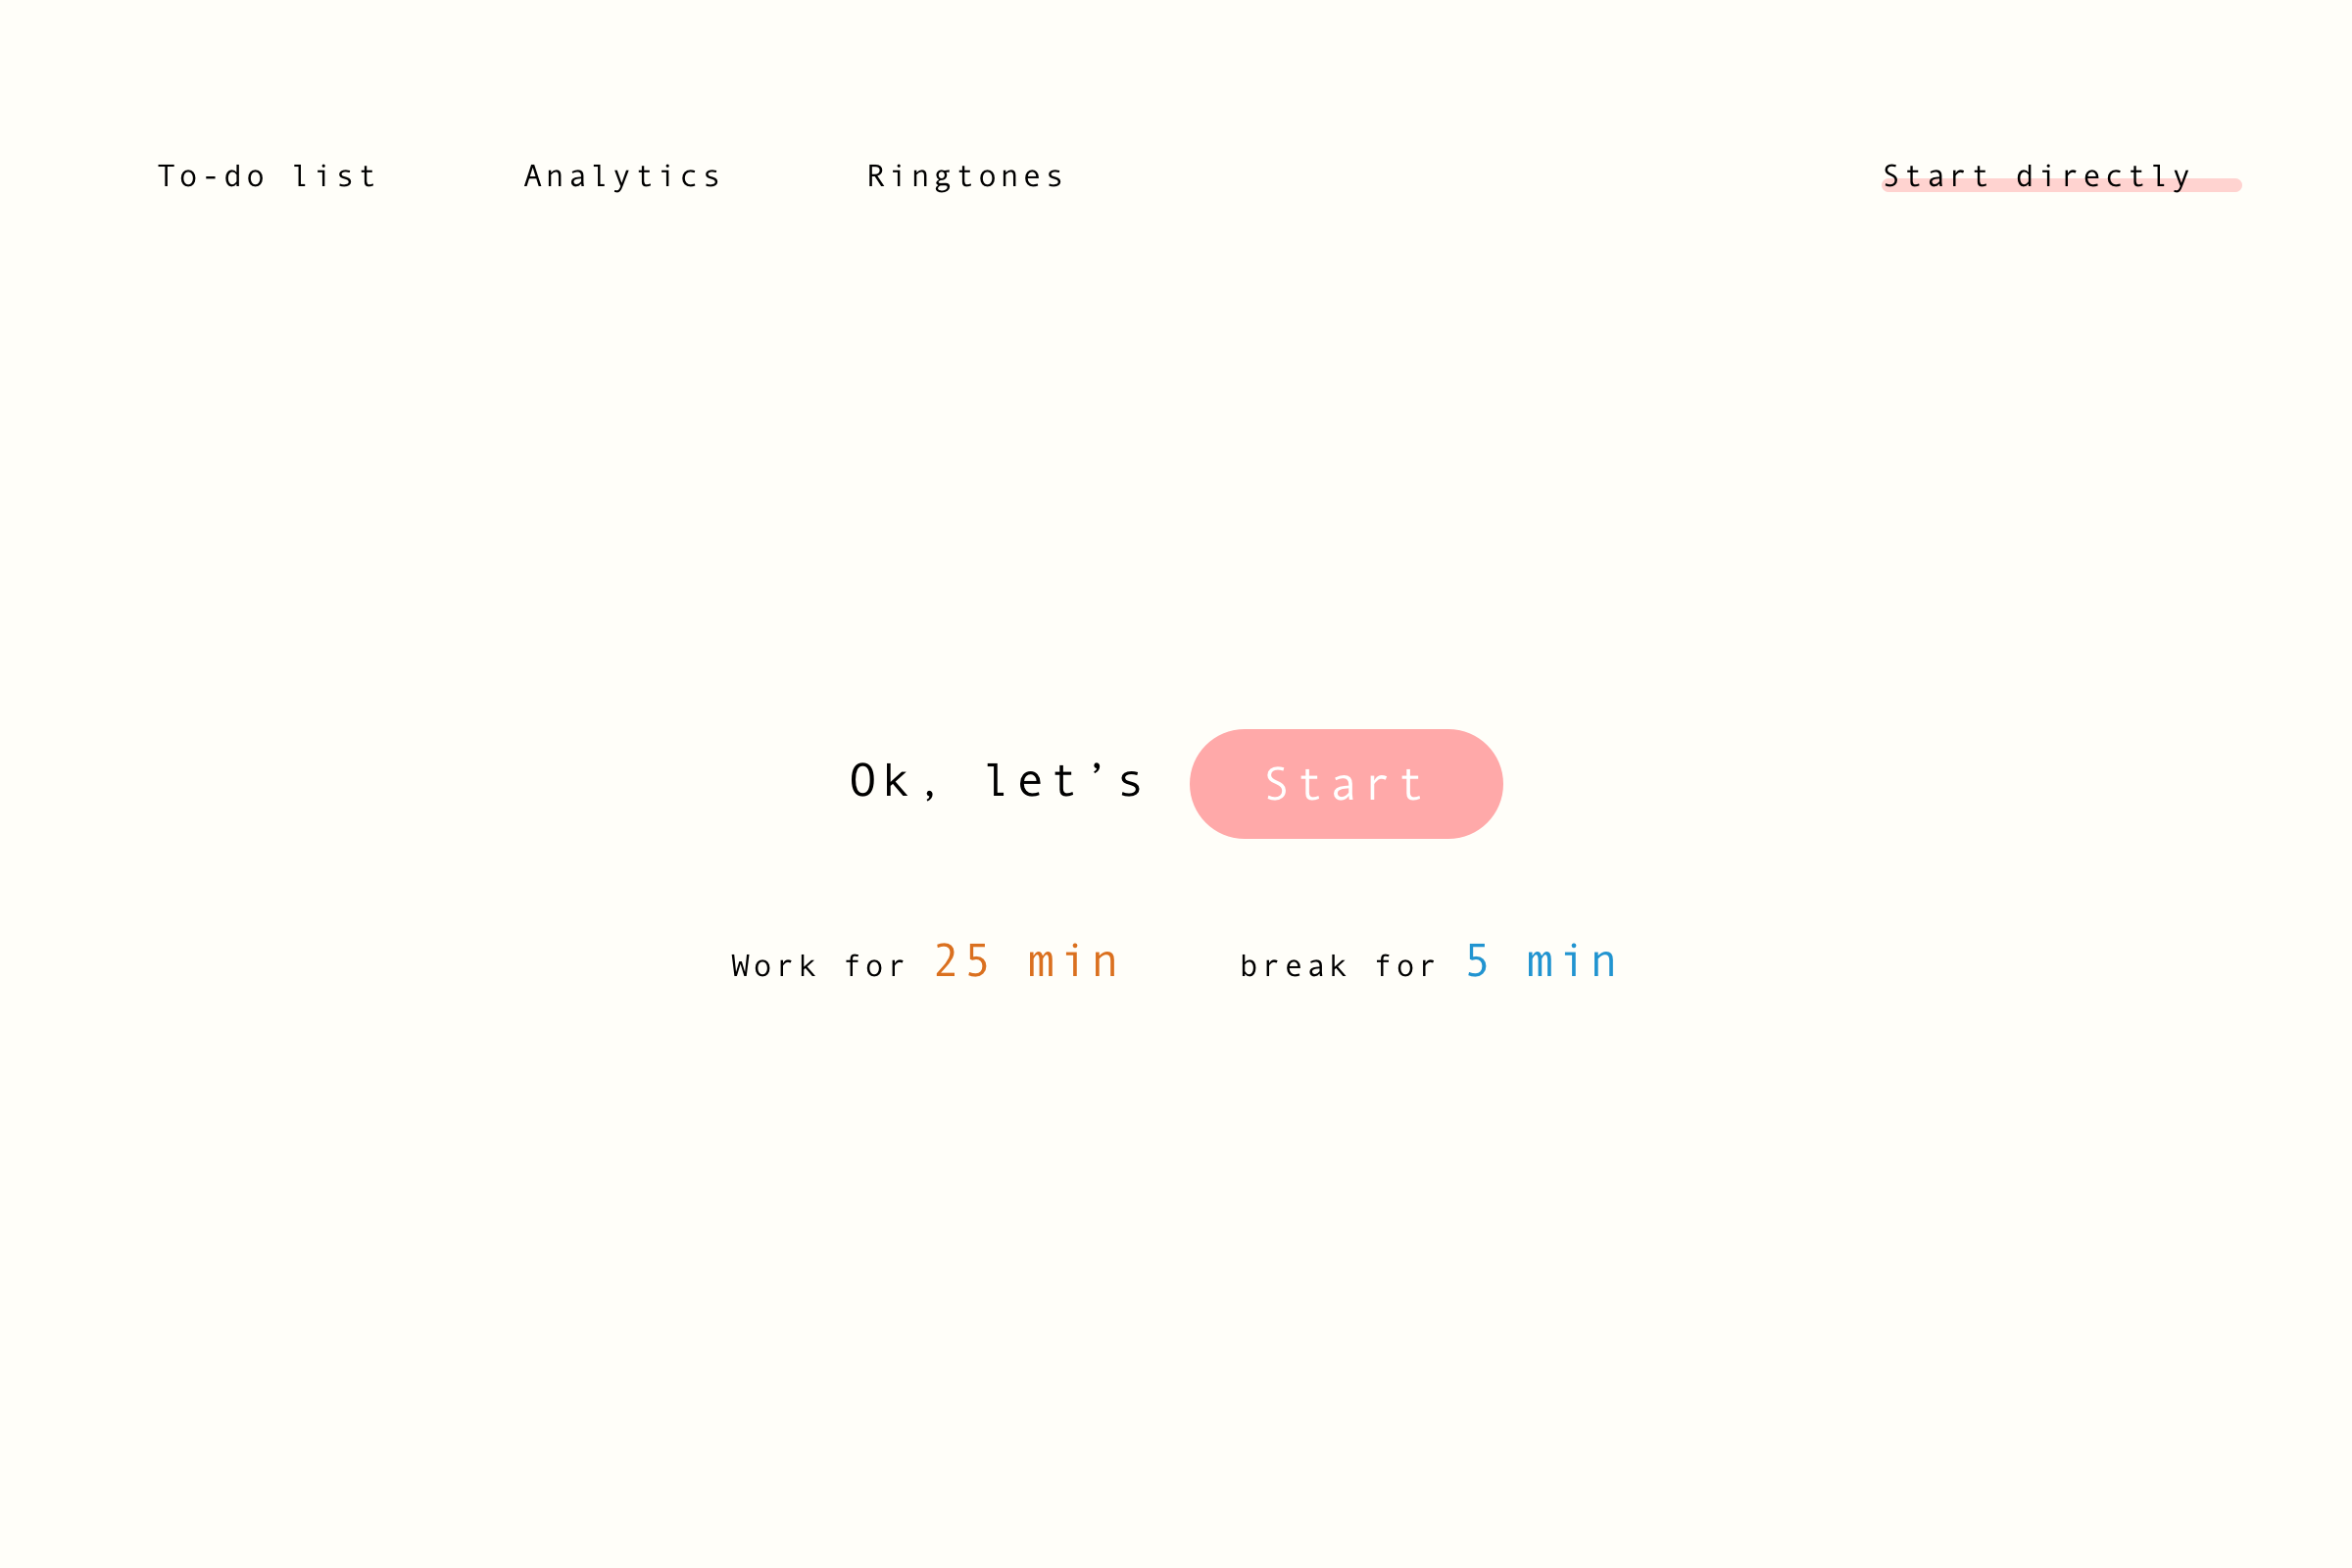 To-do list Analytics Ringtones Start directly
Ok, let’s Start
Work for 25 min break for 5 min